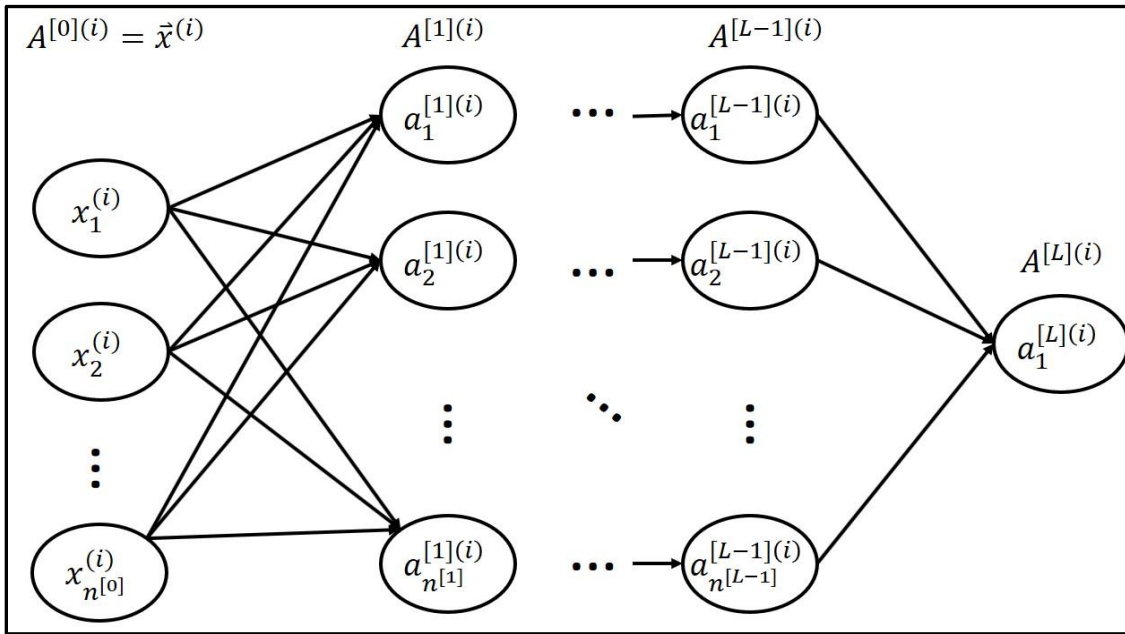 A^{[0](i)} = \vec{x}^{(i)}
A^{[1](i)}
A^{[L-1](i)}
a_1^{[1](i)}
...
a_1^{[L-1](i)}
x_1^{(i)}
a_2^{[1](i)}
...
a_2^{[L-1](i)}
A^{[L](i)}
x_2^{(i)}
a_1^{[L](i)}
⋮
⋱
⋮
⋮
x_{n^{[0]}}^{(i)}
a_{n^{[1]}}^{[1](i)}
...
a_{n^{[L-1]}}^{[L-1](i)}